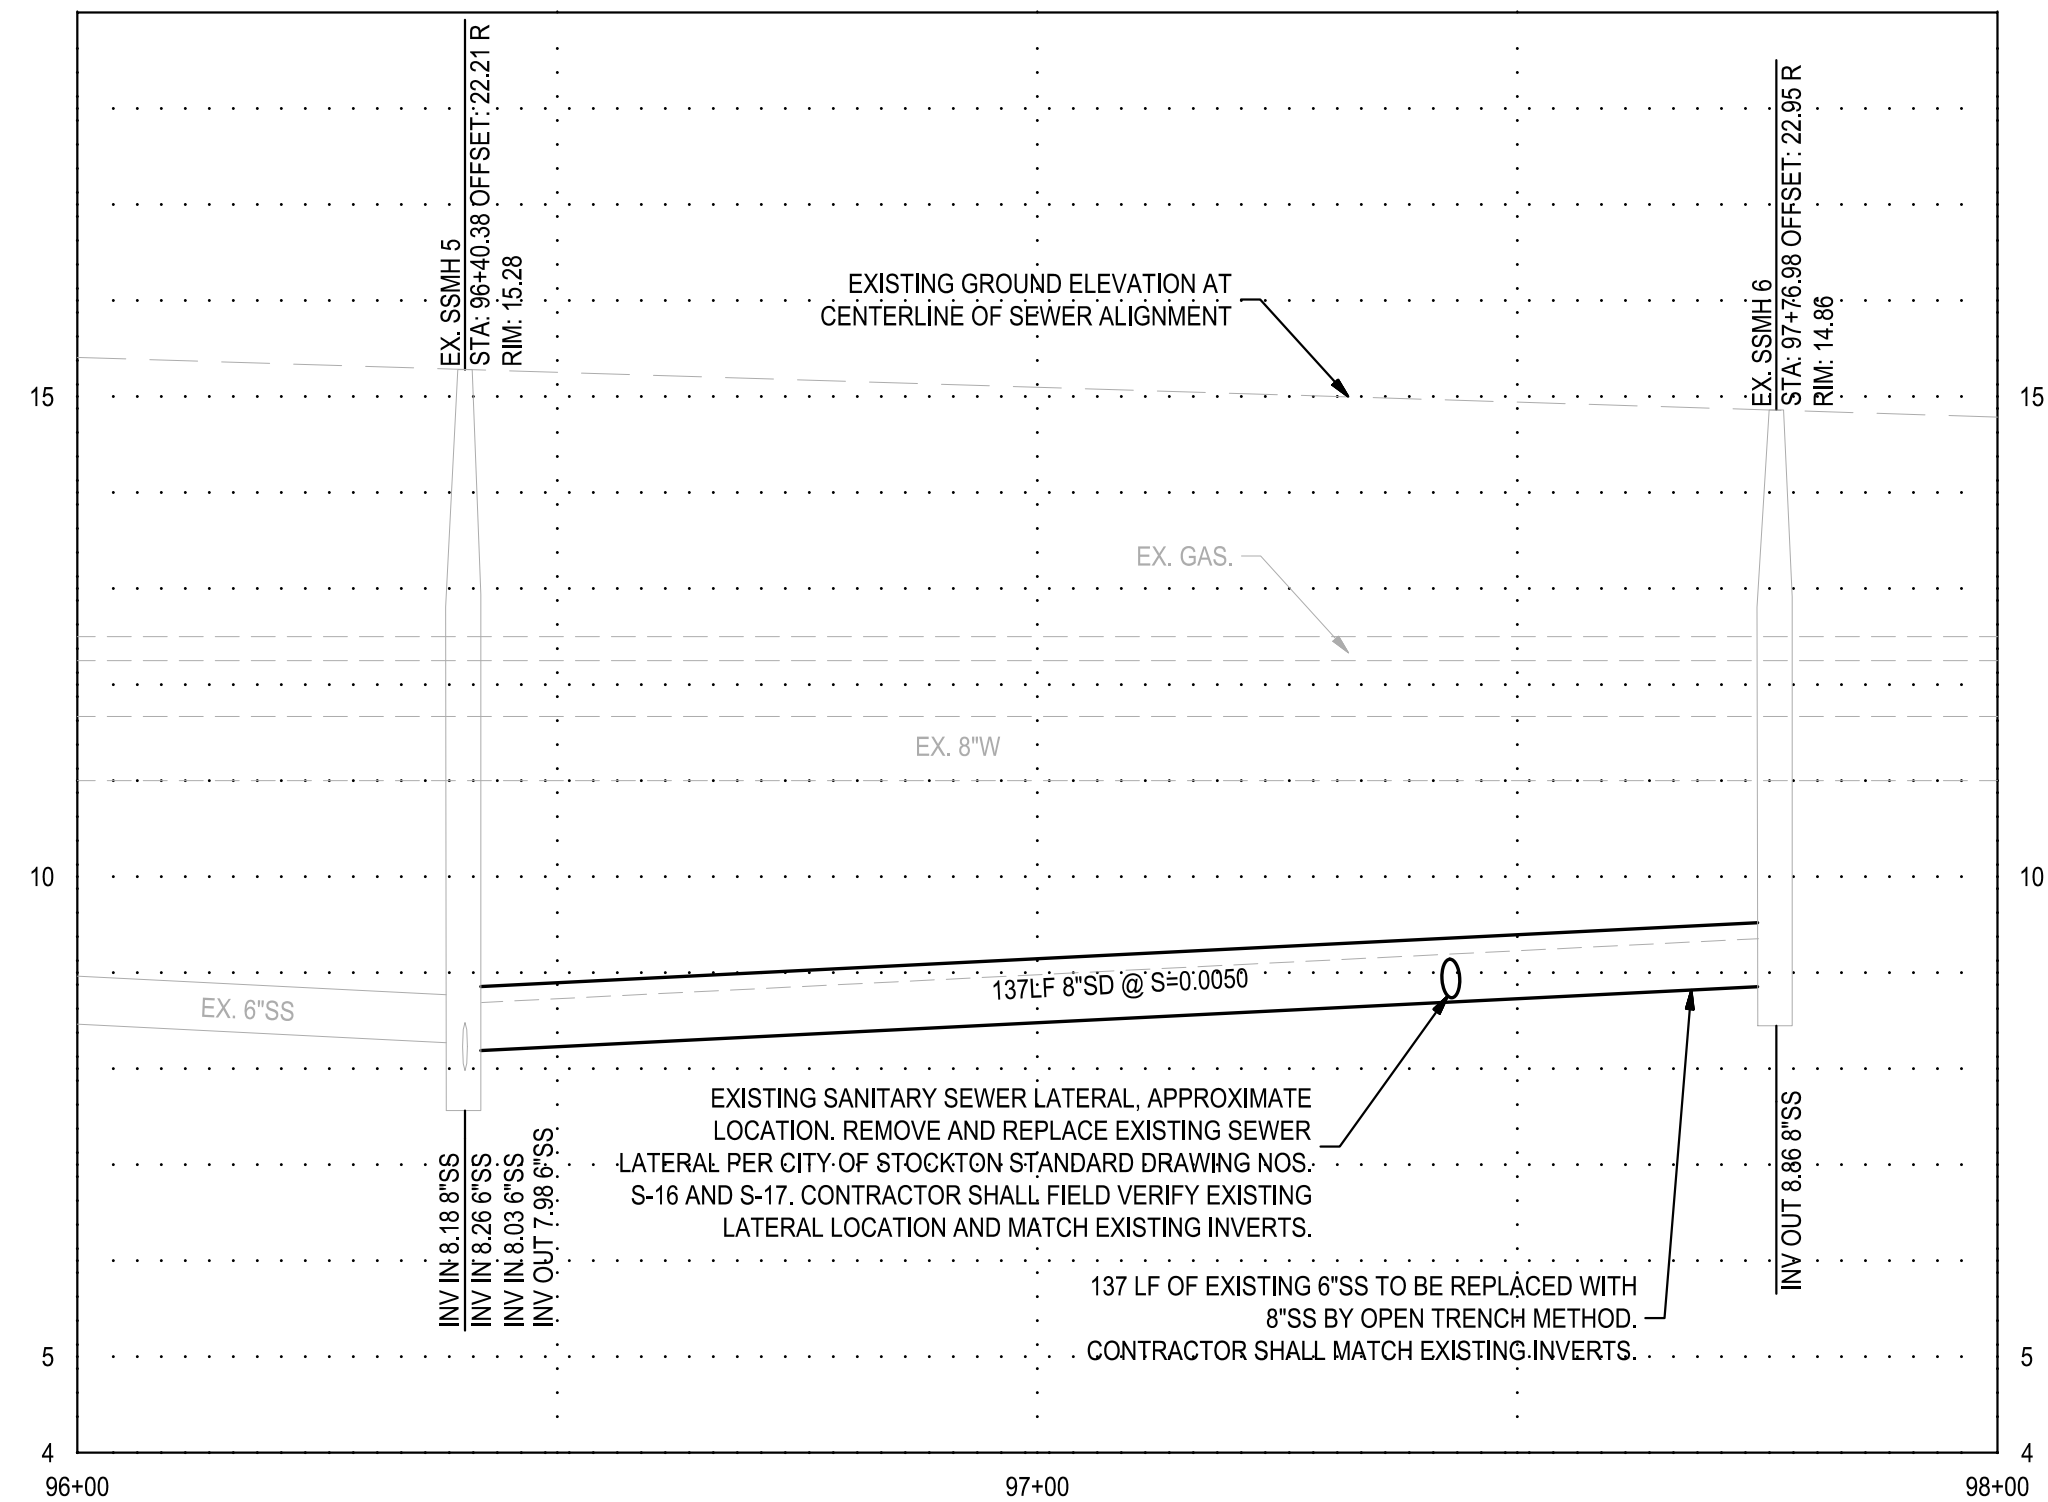 EX. SSMH 5
STA: 96+40.38 OFFSET: 22.21 R
RIM: 15.28
EX. SSMH 6
STA: 97+76.98 OFFSET: 22.95 R
RIM: 14.86
EXISTING GROUND ELEVATION AT
CENTERLINE OF SEWER ALIGNMENT
15
15
EX. GAS.
EX. 8"W
10
10
137LF 8"SD @ S=0.0050
EX. 6"SS
EXISTING SANITARY SEWER LATERAL, APPROXIMATE
LOCATION. REMOVE AND REPLACE EXISTING SEWER
LATERAL PER CITY OF STOCKTON STANDARD DRAWING NOS.
S-16 AND S-17. CONTRACTOR SHALL FIELD VERIFY EXISTING
LATERAL LOCATION AND MATCH EXISTING INVERTS.
INV IN 8.18 8"SS
INV IN 8.26 6"SS
INV IN 8.03 6"SS
INV OUT 7.98 6"SS
INV OUT 8.86 8"SS
137 LF OF EXISTING 6"SS TO BE REPLACED WITH
8"SS BY OPEN TRENCH METHOD.
CONTRACTOR SHALL MATCH EXISTING INVERTS.
5
5
4
4
96+00
97+00
98+00